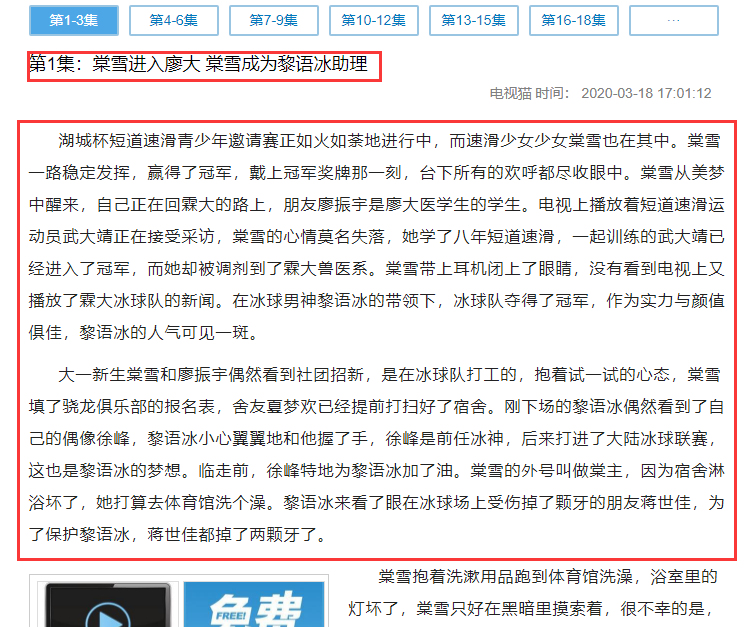 第1-3集 第4-6集 第7-9集 第10-12集 第13-15集 第16-18集 ...
第1集：棠雪进入廖大 棠雪成为黎语冰助理
电视猫 时间： 2020-03-18 17:01:12
湖城杯短道速滑青少年邀请赛正如火如荼地进行中，而速滑少女少女棠雪也在其中。棠雪
一路稳定发挥，赢得了冠军，戴上冠军奖牌那一刻，台下所有的欢呼都尽收眼中。棠雪从美梦
中醒来，自己正在回霖大的路上，朋友廖振宇是廖大医学生的学生。电视上播放着短道速滑运
动员武大靖正在接受采访，棠雪的心情莫名失落，她学了八年短道速滑，一起训练的武大靖已
经进入了冠军，而她却被调剂到了霖大兽医系。棠雪带上耳机闭上了眼睛，没有看到电视上又
播放了霖大冰球队的新闻。在冰球男神黎语冰的带领下，冰球队夺得了冠军，作为实力与颜值
俱佳，黎语冰的人气可见一斑。
大一新生棠雪和廖振宇偶然看到社团招新，是在冰球队打工的，抱着试一试的心态，棠雪
填了骁龙俱乐部的报名表，舍友夏梦欢已经提前打扫好了宿舍。刚下场的黎语冰偶然看到了自
己的偶像徐峰，黎语冰小心翼翼地和他握了手，徐峰是前任冰神，后来打进了大陆冰球联赛，
这也是黎语冰的梦想。临走前，徐峰特地为黎语冰加了油。棠雪的外号叫做棠主，因为宿舍淋
浴坏了，她打算去体育馆洗个澡。黎语冰来看了眼在冰球场上受伤掉了颗牙的朋友蒋世佳，为
了保护黎语冰，蒋世佳都掉了两颗牙了。
棠雪抱着洗漱用品跑到体育馆洗澡，浴室里的
灯坏了，棠雪只好在黑暗里摸索着，很不幸的是，
免费
FREE!